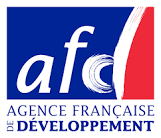 afd
AGENCE FRANÇAISE
DE DÉVELOPPEMENT